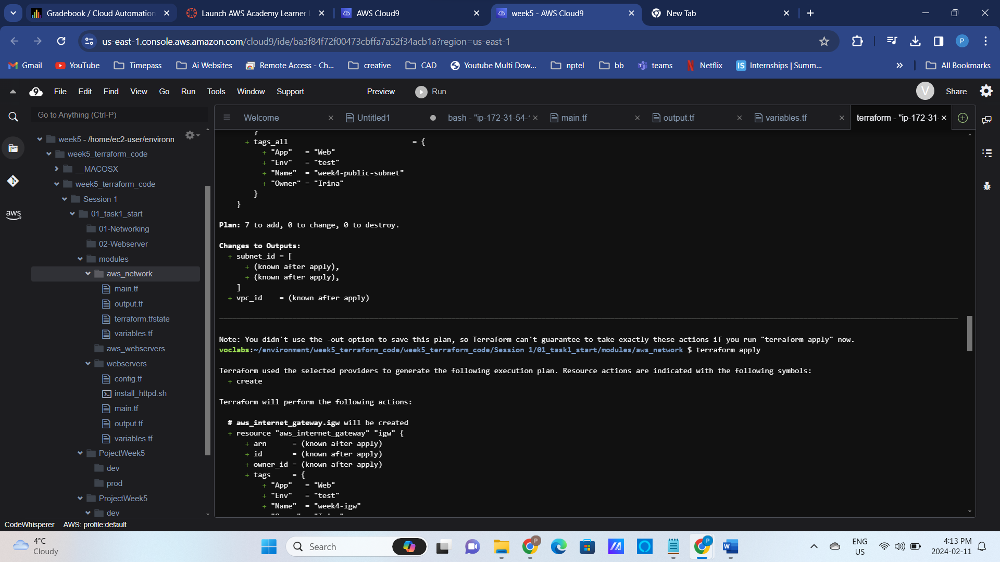 Gradebook / Cloud Automation
Launch AWS Academy Learner
AWS Cloud9
week5 - AWS Cloud9
New Tab
us-east-1.console.aws.amazon.com/cloud9/ide/ba3f84f72f00473cbffa7a52f34acb1a?region=us-east-1
P
Gmail
YouTube
Timepass
Ai Websites
Remote Access - Ch...
creative
CAD
Youtube Multi Dow...
nptel
bb
teams
Netflix
IS Internships | Summ...
All Bookmarks
9 File Edit Find View Go Run Tools Window Support Preview Run
V Share
Go to Anything (Ctrl-P)
aws
week5 - /home/ec2-user/environm
week5_terraform_code
__MACOSX
week5_terraform_code
Session 1
01_task1_start
01-Networking
02-Webserver
modules
aws_network
main.tf
output.tf
terraform.tfstate
variables.tf
aws_webservers
webservers
config.tf
install_httpd.sh
main.tf
output.tf
variables.tf
PojectWeek5
dev
prod
ProjectWeek5
dev
Welcome
Untitled1
bash - "ip-172-31-54-1
main.tf
output.tf
variables.tf
terraform - "ip-172-31-
}
+ tags_all = {
+ "App" = "Web"
+ "Env" = "test"
+ "Name" = "week4-public-subnet"
+ "Owner" = "Irina"
}
}
Plan: 7 to add, 0 to change, 0 to destroy.
Changes to Outputs:
+ subnet_id = [
+ (known after apply),
+ (known after apply),
]
+ vpc_id = (known after apply)
Note: You didn't use the -out option to save this plan, so Terraform can't guarantee to take exactly these actions if you run "terraform apply" now.
voclabs:~/environment/week5_terraform_code/week5_terraform_code/Session 1/01_task1_start/modules/aws_network $ terraform apply
Terraform used the selected providers to generate the following execution plan. Resource actions are indicated with the following symbols:
+ create
Terraform will perform the following actions:
# aws_internet_gateway.igw will be created
+ resource "aws_internet_gateway" "igw" {
+ arn = (known after apply)
+ id = (known after apply)
+ owner_id = (known after apply)
+ tags = {
+ "App" = "Web"
+ "Env" = "test"
+ "Name" = "week4-igw"
CodeWhisperer AWS: profile:default
4°C
Cloudy
Search
P
P
W
ENG
US
4:13 PM
2024-02-11